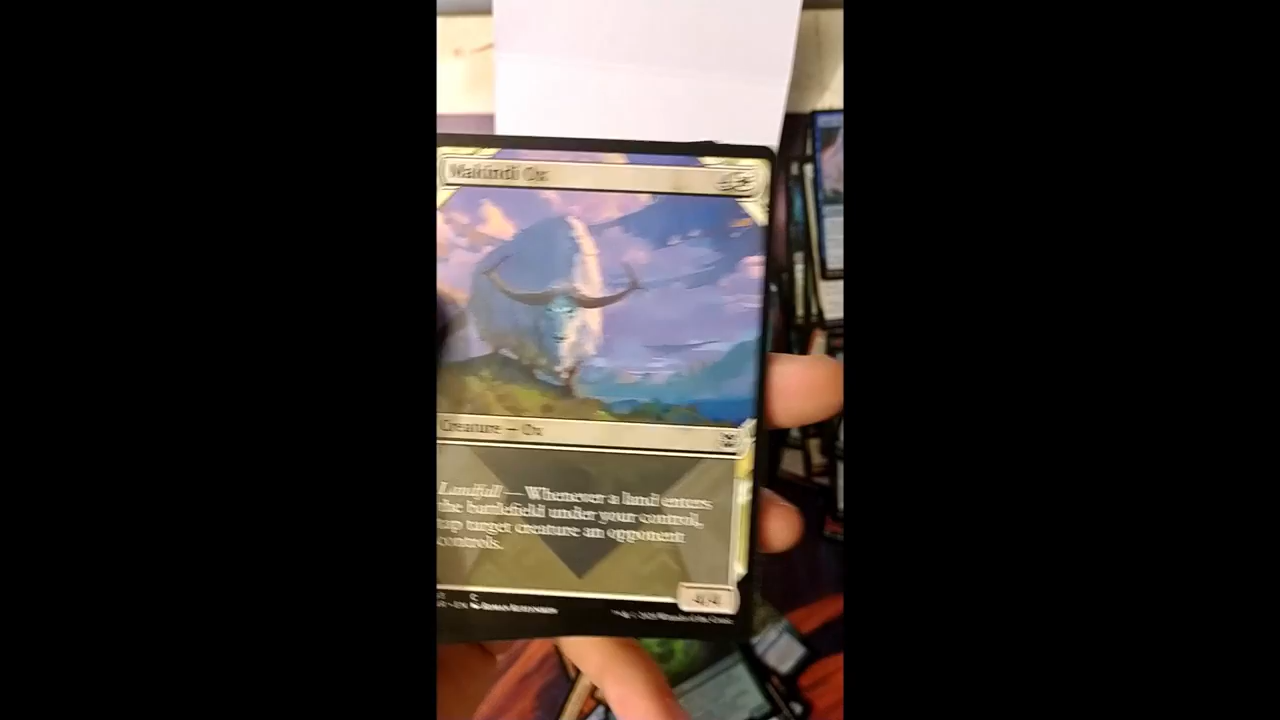 Makindi Ox
Creature — Ox
Landfall — Whenever a land enters
the battlefield under your control,
tap target creature an opponent
controls.
4/4